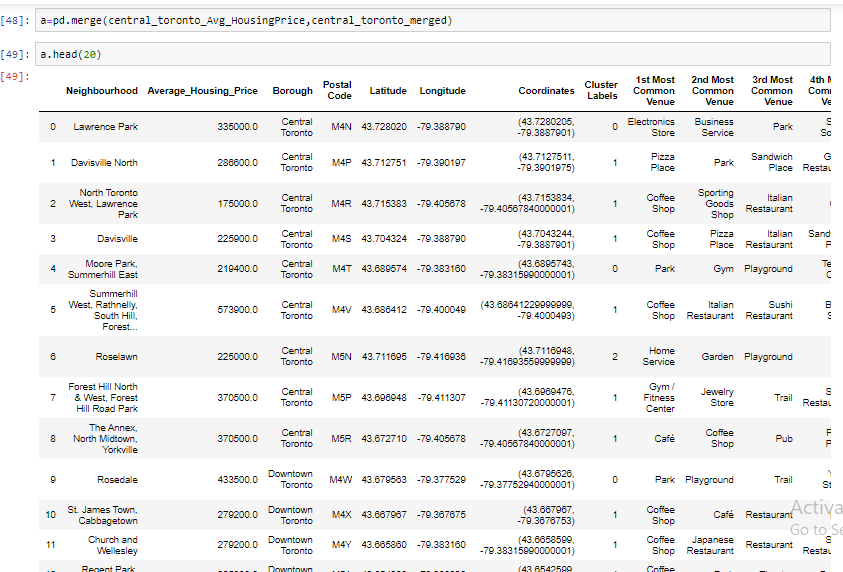 [48]: a=pd.merge(central_toronto_Avg_HousingPrice,central_toronto_merged)
[49]: a.head(20)
[49]:
Neighbourhood Average_Housing_Price Borough Postal Code Latitude Longitude Coordinates Cluster Labels 1st Most Common Venue 2nd Most Common Venue 3rd Most Common Venue 4th
0 Lawrence Park 335000.0 Central Toronto M4N 43.728020 -79.388790 (43.7280205, -79.3887901) 0 Electronics Store Business Service Park
1 Davisville North 286600.0 Central Toronto M4P 43.712751 -79.390197 (43.7127511, -79.3901975) 1 Pizza Place Park Sandwich Place
2 North Toronto West, Lawrence Park 175000.0 Central Toronto M4R 43.715383 -79.405678 (43.7153834, -79.40567840000001) 1 Coffee Shop Sporting Goods Shop Italian Restaurant
3 Davisville 225900.0 Central Toronto M4S 43.704324 -79.388790 (43.7043244, -79.3887901) 1 Coffee Shop Pizza Place Italian Restaurant
4 Moore Park, Summerhill East 219400.0 Central Toronto M4T 43.689574 -79.383160 (43.6895743, -79.38315990000001) 0 Park Gym Playground
5 Summerhill West, Rathnelly, South Hill, Forest... 573900.0 Central Toronto M4V 43.686412 -79.400049 (43.68641229999999, -79.4000493) 1 Coffee Shop Italian Restaurant Sushi Restaurant
6 Roselawn 225000.0 Central Toronto M5N 43.711695 -79.416936 (43.7116948, -79.41693559999999) 2 Home Service Garden Playground
7 Forest Hill North & West, Forest Hill Road Park 370500.0 Central Toronto M5P 43.696948 -79.411307 (43.6969476, -79.41130720000001) 1 Gym / Fitness Center Jewelry Store Trail
8 The Annex, North Midtown, Yorkville 370500.0 Central Toronto M5R 43.672710 -79.405678 (43.6727097, -79.40567840000001) 1 Café Coffee Shop Pub
9 Rosedale 433500.0 Downtown Toronto M4W 43.679563 -79.377529 (43.6795626, -79.37752940000001) 0 Park Playground Trail
10 St. James Town, Cabbagetown 279200.0 Downtown Toronto M4X 43.667967 -79.367675 (43.667967, -79.3676753) 1 Coffee Shop Café Restaurant
11 Church and Wellesley 279200.0 Downtown Toronto M4Y 43.665860 -79.383160 (43.6658599, -79.38315990000001) 1 Coffee Shop Japanese Restaurant Restaurant
Regent Park Downtown (43.6542599 Coffee
Go to